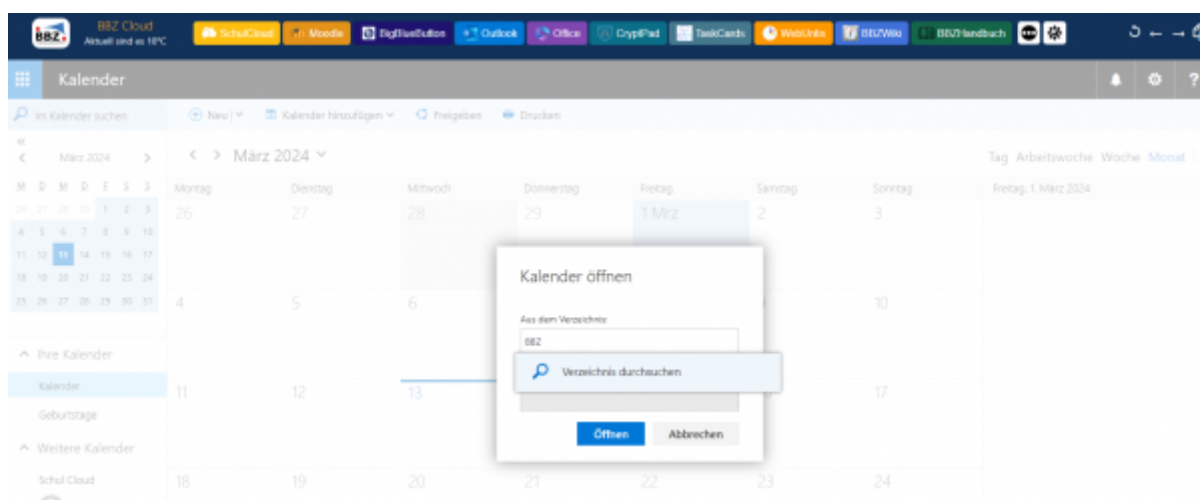 BBZ Cloud
Aktuell sind es 10°C
BBZ.
SchulCloud Moodle BigBlueButton Outlook Office CryptPad TaskCards WebUntis BBZWiki BBZHandbuch
Kalender
?
Im Kalender suchen
Neu Kalender hinzufügen Freigeben Drucken
März 2024
März 2024
Tag Arbeitswoche Woche Monat
M D M D F S S
Montag Dienstag Mittwoch Donnerstag Freitag Samstag Sonntag
Freitag, 1. März 2024
26 27 28 29 1 2 3
4 5 6 7 8 9 10
11 12 13 14 15 16 17
18 19 20 21 22 23 24
25 26 27 28 29 30 31
26 27 28 29 1 Mrz 2 3
4 5 6 10
11 12 13 17
18 19 20 21 22 23 24
Ihre Kalender
Kalender
Geburtstage
Weitere Kalender
Schul Cloud
Kalender öffnen
Aus dem Verzeichnis:
BBZ
Verzeichnis durchsuchen
Öffnen Abbrechen